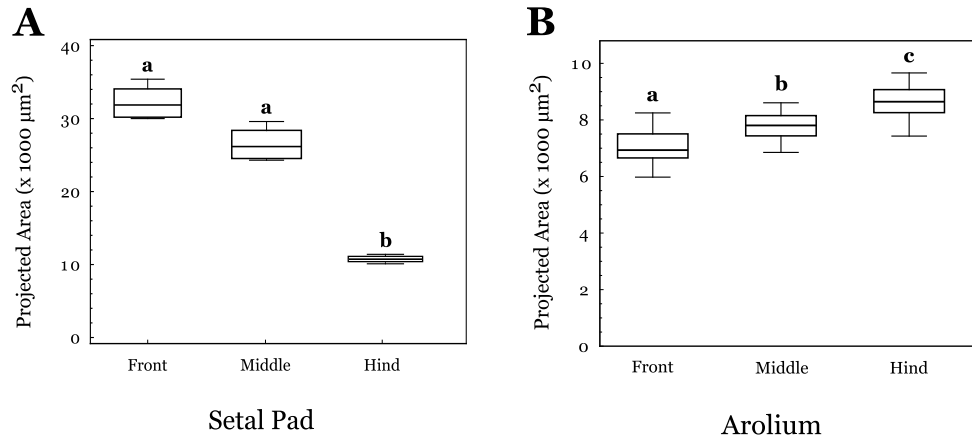 A
Projected Area (x 1000 µm²)
40
30
20
10
0
a
a
b
Front
Middle
Hind
Setal Pad
B
Projected Area (x 1000 µm²)
10
8
6
4
2
0
a
b
c
Front
Middle
Hind
Arolium